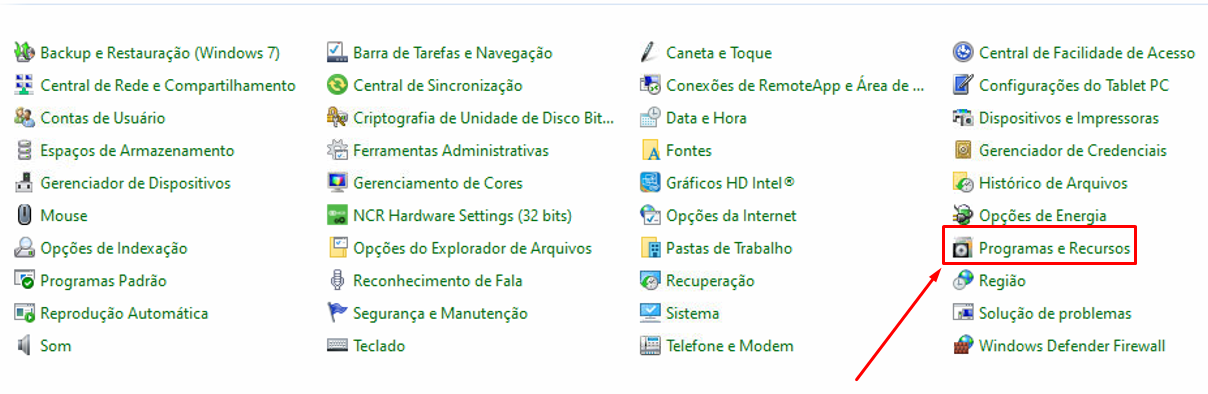 Backup e Restauração (Windows 7)
Barra de Tarefas e Navegação
Caneta e Toque
Central de Facilidade de Acesso
Central de Rede e Compartilhamento
Central de Sincronização
Conexões de RemoteApp e Área de ...
Configurações do Tablet PC
Contas de Usuário
Criptografia de Unidade de Disco Bit...
Data e Hora
Dispositivos e Impressoras
Espaços de Armazenamento
Ferramentas Administrativas
Fontes
Gerenciador de Credenciais
Gerenciador de Dispositivos
Gerenciamento de Cores
Gráficos HD Intel®
Histórico de Arquivos
Mouse
NCR Hardware Settings (32 bits)
Opções da Internet
Opções de Energia
Opções de Indexação
Opções do Explorador de Arquivos
Pastas de Trabalho
Programas e Recursos
Programas Padrão
Reconhecimento de Fala
Recuperação
Região
Reprodução Automática
Segurança e Manutenção
Sistema
Solução de problemas
Som
Teclado
Telefone e Modem
Windows Defender Firewall